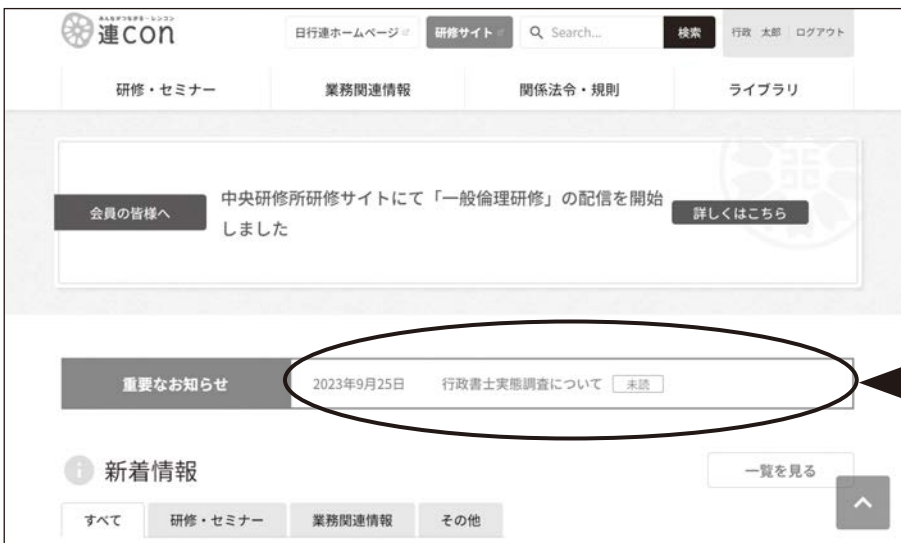 みんながつながる・レンコン
連con
日行連ホームページ
研修サイト
Search...
検索
行政 太郎
ログアウト
研修・セミナー
業務関連情報
関係法令・規則
ライブラリ
会員の皆様へ
中央研修所研修サイトにて「一般倫理研修」の配信を開始
しました
詳しくはこちら
重要なお知らせ
2023年9月25日 行政書士実態調査について 未読
新着情報
一覧を見る
すべて
研修・セミナー
業務関連情報
その他